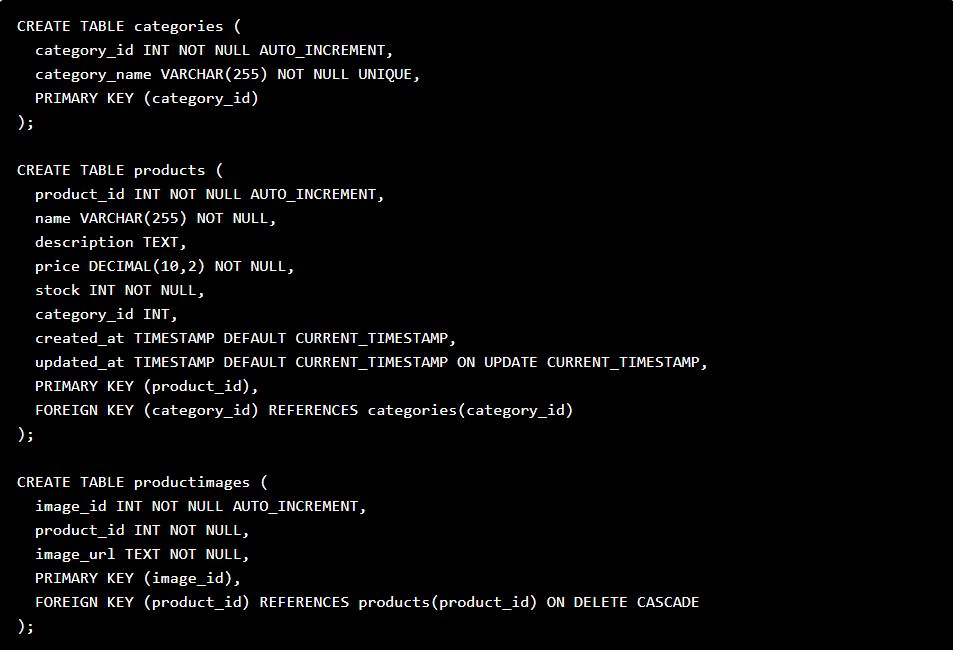 CREATE TABLE categories (
  category_id INT NOT NULL AUTO_INCREMENT,
  category_name VARCHAR(255) NOT NULL UNIQUE,
  PRIMARY KEY (category_id)
);

CREATE TABLE products (
  product_id INT NOT NULL AUTO_INCREMENT,
  name VARCHAR(255) NOT NULL,
  description TEXT,
  price DECIMAL(10,2) NOT NULL,
  stock INT NOT NULL,
  category_id INT,
  created_at TIMESTAMP DEFAULT CURRENT_TIMESTAMP,
  updated_at TIMESTAMP DEFAULT CURRENT_TIMESTAMP ON UPDATE CURRENT_TIMESTAMP,
  PRIMARY KEY (product_id),
  FOREIGN KEY (category_id) REFERENCES categories(category_id)
);

CREATE TABLE productimages (
  image_id INT NOT NULL AUTO_INCREMENT,
  product_id INT NOT NULL,
  image_url TEXT NOT NULL,
  PRIMARY KEY (image_id),
  FOREIGN KEY (product_id) REFERENCES products(product_id) ON DELETE CASCADE
);